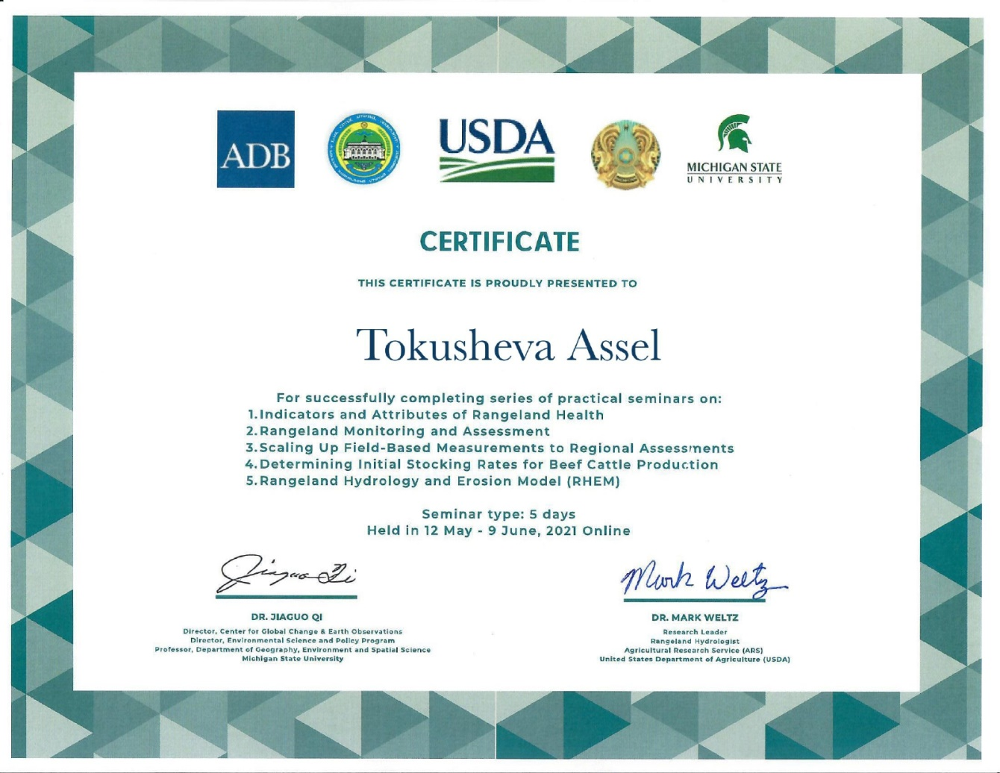 ADB
USDA
MICHIGAN STATE
UNIVERSITY
CERTIFICATE
THIS CERTIFICATE IS PROUDLY PRESENTED TO
Tokusheva Assel
For successfully completing series of practical seminars on:
1.Indicators and Attributes of Rangeland Health
2.Rangeland Monitoring and Assessment
3.Scaling Up Field-Based Measurements to Regional Assessments
4.Determining Initial Stocking Rates for Beef Cattle Production
5.Rangeland Hydrology and Erosion Model (RHEM)
Seminar type: 5 days
Held in 12 May - 9 June, 2021 Online
Jiaguo Qi
Mark Weltz
DR. JIAGUO QI
Director, Center for Global Change & Earth Observations
Director, Environmental Science and Policy Program
Professor, Department of Geography, Environment and Spatial Science
Michigan State University
DR. MARK WELTZ
Research Leader
Rangeland Hydrologist
Agricultural Research Service (ARS)
United States Department of Agriculture (USDA)